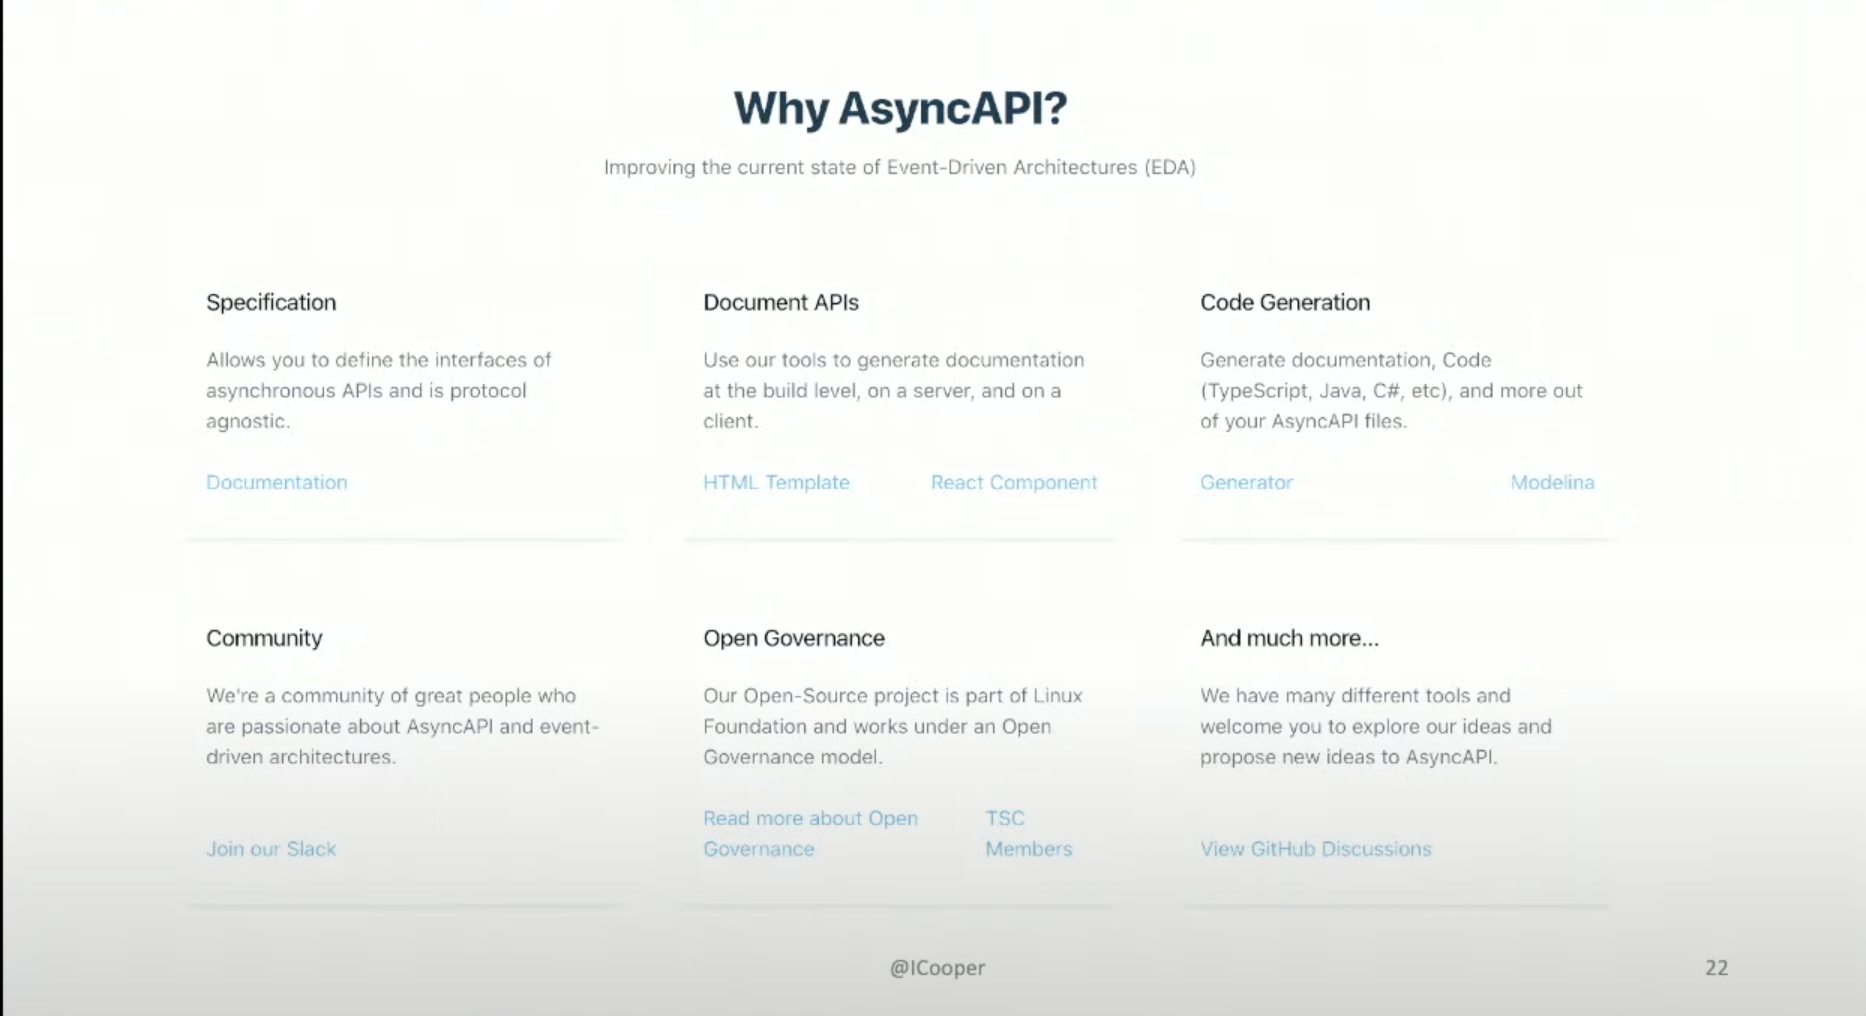 Why AsyncAPI?
Improving the current state of Event-Driven Architectures (EDA)
Specification
Allows you to define the interfaces of
asynchronous APIs and is protocol
agnostic.
Documentation
Document APIs
Use our tools to generate documentation
at the build level, on a server, and on a
client.
HTML Template React Component
Code Generation
Generate documentation, Code
(TypeScript, Java, C#, etc), and more out
of your AsyncAPI files.
Generator Modelina
Community
We're a community of great people who
are passionate about AsyncAPI and event-
driven architectures.
Join our Slack
Open Governance
Our Open-Source project is part of Linux
Foundation and works under an Open
Governance model.
Read more about Open
Governance
TSC
Members
And much more...
We have many different tools and
welcome you to explore our ideas and
propose new ideas to AsyncAPI.
View GitHub Discussions
@ICooper
22